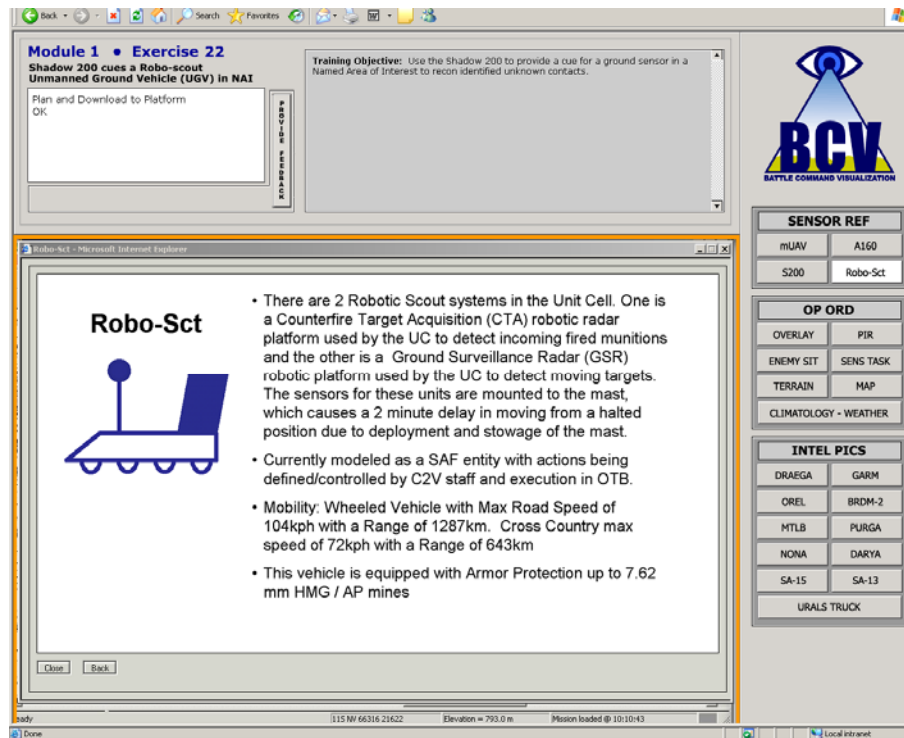 Back
Search
Favorites
Module 1 • Exercise 22
Shadow 200 cues a Robo-scout
Unmanned Ground Vehicle (UGV) in NAI
Plan and Download to Platform
OK
PROVIDE FEEDBACK
Training Objective: Use the Shadow 200 to provide a cue for a ground sensor in a
Named Area of Interest to recon identified unknown contacts.
BCV
BATTLE COMMAND VISUALIZATION
SENSOR REF
mUAV
A160
S200
Robo-Sct
OP ORD
OVERLAY
PIR
ENEMY SIT
SENS TASK
TERRAIN
MAP
CLIMATOLOGY - WEATHER
INTEL PICS
DRAEGA
GARM
OREL
BRDM-2
MTLB
PURGA
NONA
DARYA
SA-15
SA-13
URALS TRUCK
Robo-Sct - Microsoft Internet Explorer
Robo-Sct
• There are 2 Robotic Scout systems in the Unit Cell. One is
a Counterfire Target Acquisition (CTA) robotic radar
platform used by the UC to detect incoming fired munitions
and the other is a Ground Surveillance Radar (GSR)
robotic platform used by the UC to detect moving targets.
The sensors for these units are mounted to the mast,
which causes a 2 minute delay in moving from a halted
position due to deployment and stowage of the mast.
• Currently modeled as a SAF entity with actions being
defined/controlled by C2V staff and execution in OTB.
• Mobility: Wheeled Vehicle with Max Road Speed of
104kph with a Range of 1287km. Cross Country max
speed of 72kph with a Range of 643km
• This vehicle is equipped with Armor Protection up to 7.62
mm HMG / AP mines
Close
Back
eady
11S NV 66316 21622
Elevation = 793.0 m
Mission loaded @ 10:10:43
Done
Local intranet